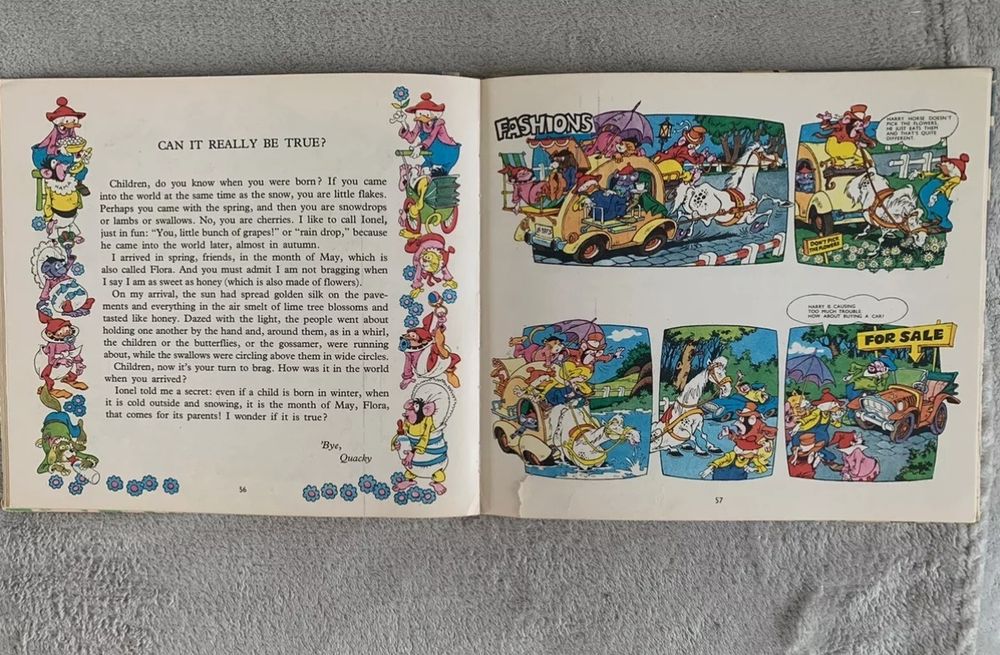 CAN IT REALLY BE TRUE?
Children, do you know when you were born? If you came
into the world at the same time as the snow, you are little flakes.
Perhaps you came with the spring, and then you are snowdrops
or lambs or swallows. No, you are cherries. I like to call Ionel,
just in fun: “You, little bunch of grapes!” or “rain drop,” because
he came into the world later, almost in autumn.
I arrived in spring, friends, in the month of May, which is
also called Flora. And you must admit I am not bragging when
I say I am as sweet as honey (which is also made of flowers).
On my arrival, the sun had spread golden silk on the pave-
ments and everything in the air smelt of lime tree blossoms and
tasted like honey. Dazed with the light, the people went about
holding one another by the hand and, around them, as in a whirl,
the children or the butterflies, or the gossamer, were running
about, while the swallows were circling above them in wide circles.
Children, now it's your turn to brag. How was it in the world
when you arrived?
Ionel told me a secret: even if a child is born in winter, when
it is cold outside and snowing, it is the month of May, Flora,
that comes for its parents! I wonder if it is true?
'Bye,
Quacky
56
FASHIONS
HARRY HORSE DOESN'T
PICK THE FLOWERS.
HE JUST EATS THEM
AND THAT'S QUITE
DIFFERENT.
DON'T PICK
THE FLOWERS
HARRY IS CAUSING
TOO MUCH TROUBLE.
HOW ABOUT BUYING A CAR?
FOR SALE
57